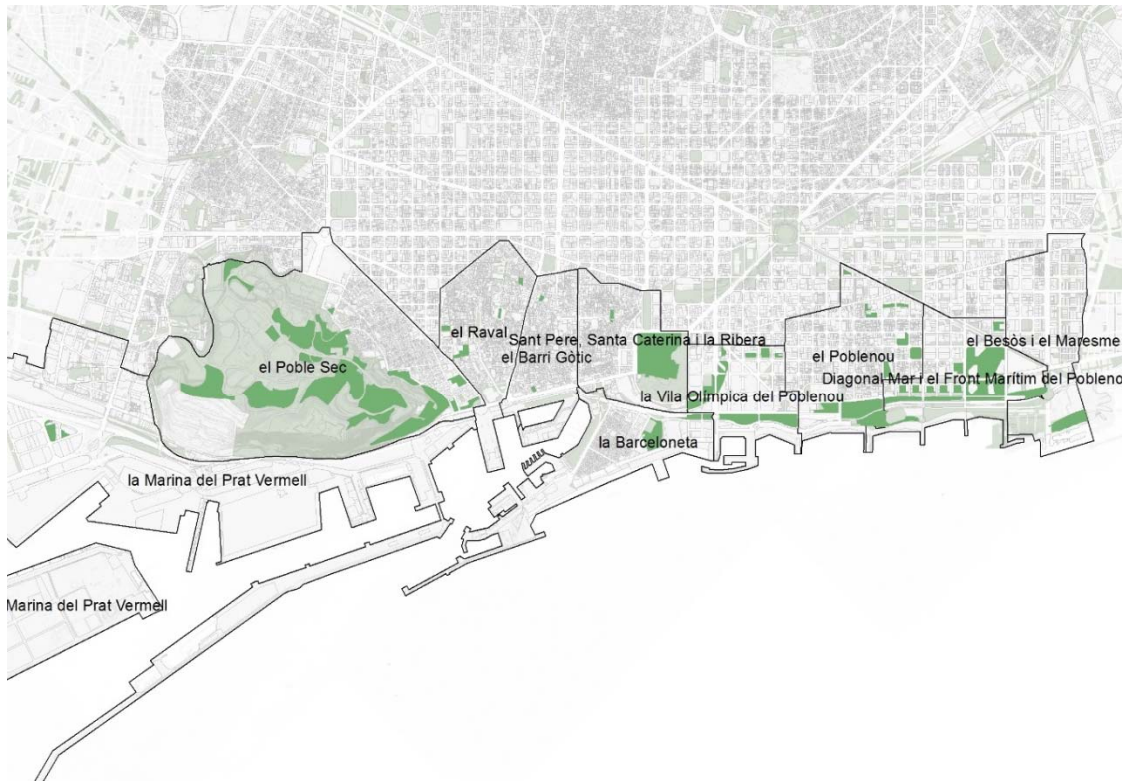 el Raval
Sant Pere, Santa Caterina i la Ribera
el Barri Gòtic
el Besòs i el Maresme
el Poblenou
el Poble Sec
Diagonal Mar i el Front Marítim del Pobleno
la Vila Olímpica del Poblenou
la Barceloneta
la Marina del Prat Vermell
Marina del Prat Vermell